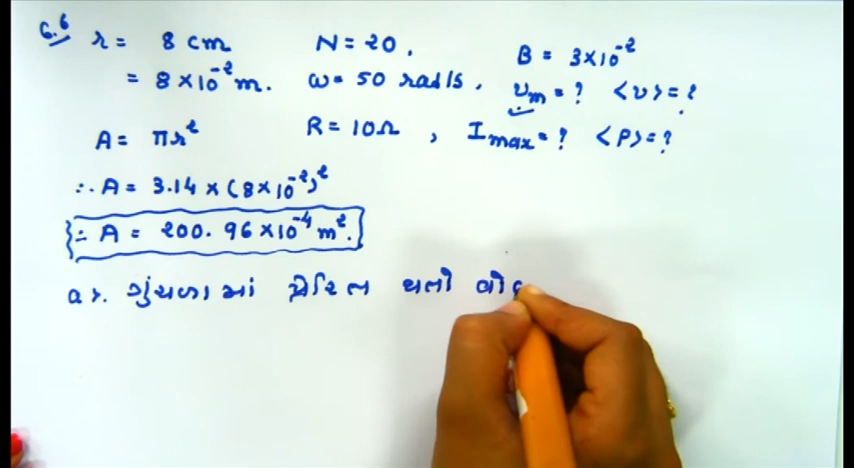 6.6 r = 8 cm N = 20. B = 3×10⁻²
= 8×10⁻² m. ω = 50 rad/s. υm = ? <υ> = ?
A = πr² R = 10Ω , Imax = ? <P> = ?
∴ A = 3.14 × (8×10⁻²)²
∴ A = 200.96×10⁻⁴ m².
a>. ગુંચળામાં પ્રેરિત થતો